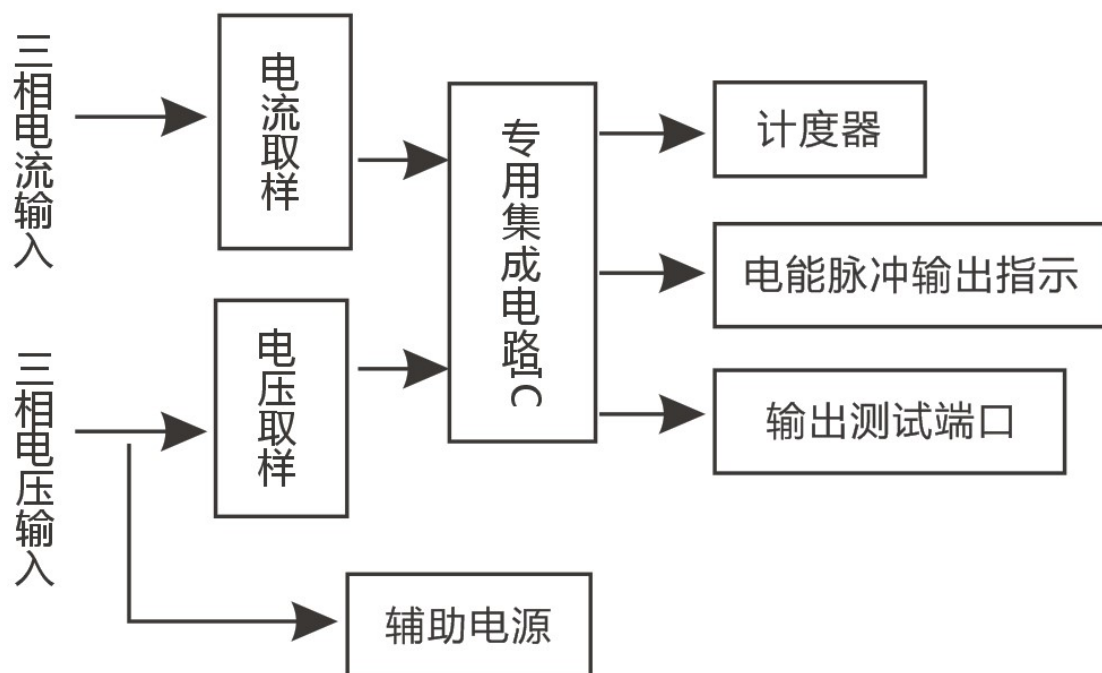 三相电流输入
电流取样
专用集成电路IC
计度器
电能脉冲输出指示
三相电压输入
电压取样
输出测试端口
辅助电源